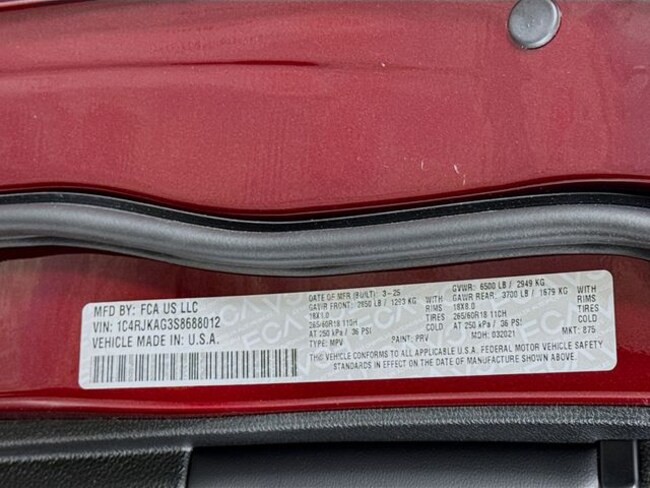 MFD BY: FCA US LLC
VIN: 1C4RJKAG3S8688012
VEHICLE MADE IN: U.S.A.
DATE OF MFR (BUILT): 3-25
GAWR FRONT: 2850 LB / 1293 KG. WITH
18X8.0 RIMS
265/60R18 110H TIRES
AT 250 kPa / 36 PSI COLD
TYPE: MPV PAINT: PRV
GVWR: 6500 LB / 2949 KG.
GAWR REAR: 3700 LB / 1679 KG. WITH
18X8.0 RIMS
265/60R18 110H TIRES
AT 250 kPa / 36 PSI COLD
MDH: 032021 MKT: 875
THIS VEHICLE CONFORMS TO ALL APPLICABLE U.S.A. FEDERAL MOTOR VEHICLE SAFETY
STANDARDS IN EFFECT ON THE DATE OF MANUFACTURE SHOWN ABOVE.